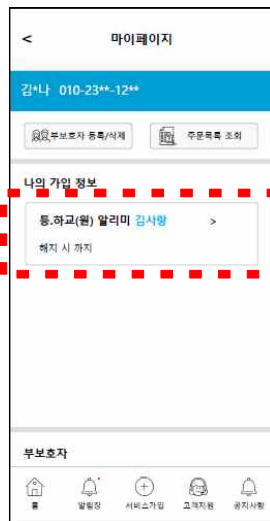 < 마이페이지
김*나 010-23**-12**
부보호자 등록/삭제 주문목록 조회
나의 가입 정보
등.하교(원) 알리미 김사랑 >
해지 시 까지
부보호자
홈 알림장 서비스가입 고객지원 공지사항